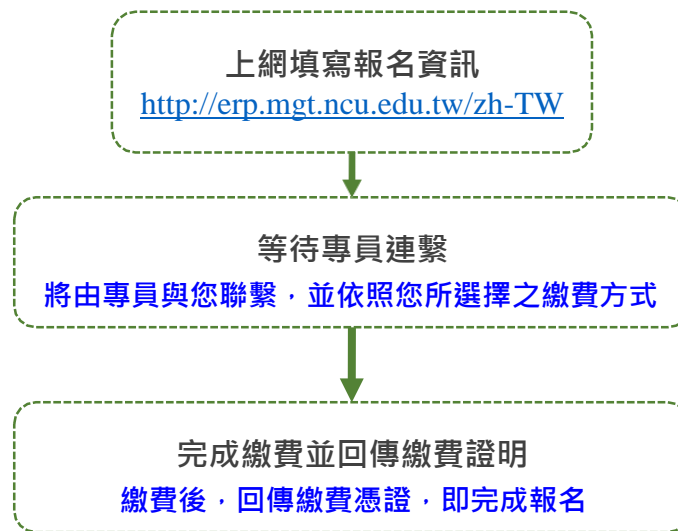 上網填寫報名資訊
http://erp.mgt.ncu.edu.tw/zh-TW
等待專員連繫
將由專員與您聯繫，並依照您所選擇之繳費方式
完成繳費並回傳繳費證明
繳費後，回傳繳費憑證，即完成報名